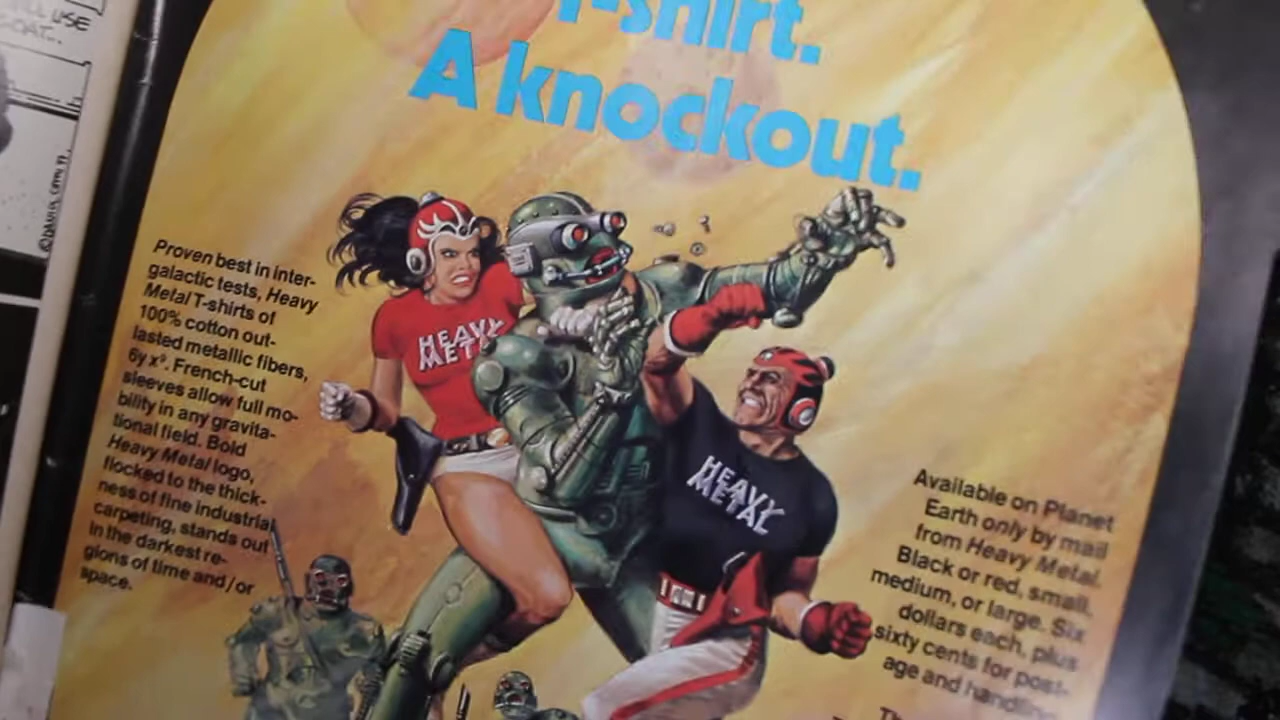 T-shirt.
A knockout.
Proven best in inter-
galactic tests, Heavy
Metal T-shirts of
100% cotton out-
lasted metallic fibers,
6y x⁹. French-cut
sleeves allow full mo-
bility in any gravita-
tional field. Bold
Heavy Metal logo,
flocked to the thick-
ness of fine industrial
carpeting, stands out
in the darkest re-
gions of time and/or
space.
HEAVY
METAL
HEAVY
METAL
Available on Planet
Earth only by mail
from Heavy Metal.
Black or red, small,
medium, or large. Six
dollars each, plus
sixty cents for post-
age and handling.